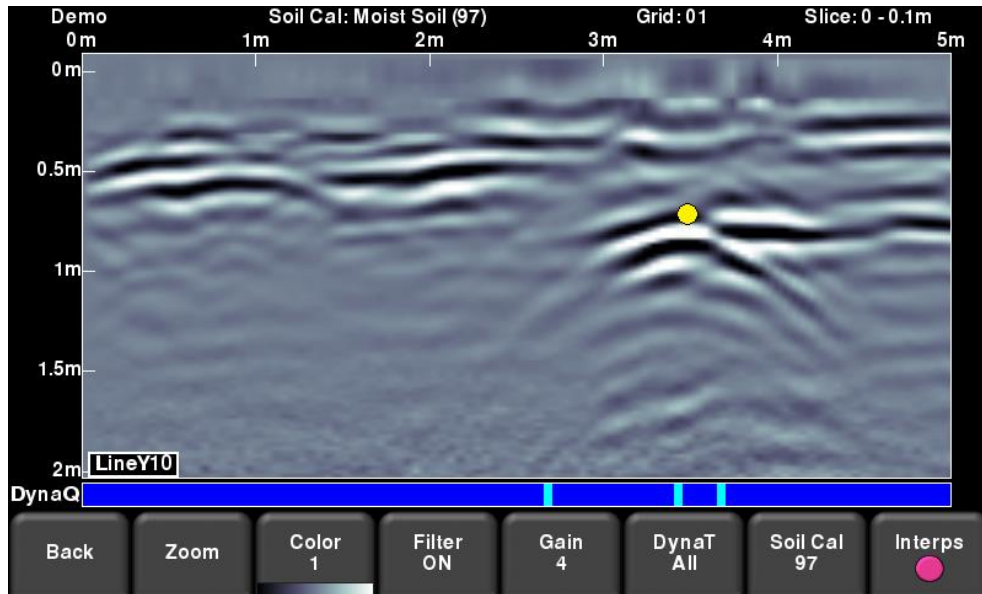 Demo Soil Cal: Moist Soil (97) Grid: 01 Slice: 0 - 0.1m
0m 1m 2m 3m 4m 5m
0m
0.5m
1m
1.5m
2m
LineY10
DynaQ
Back
Zoom
Color
1
Filter
ON
Gain
4
DynaT
All
Soil Cal
97
Interps